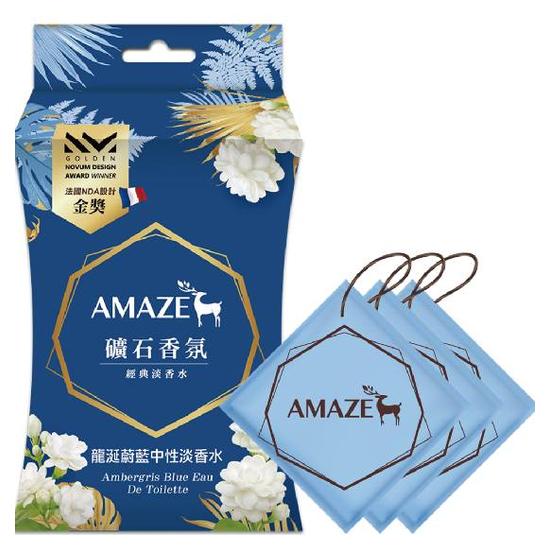 GOLDEN
NOVUM DESIGN
AWARD WINNER
法國NDA設計
金獎
AMAZE
礦石香氛
經典淡香水
龍涎蔚藍中性淡香水
Ambergris Blue Eau
De Toilette
AMAZE